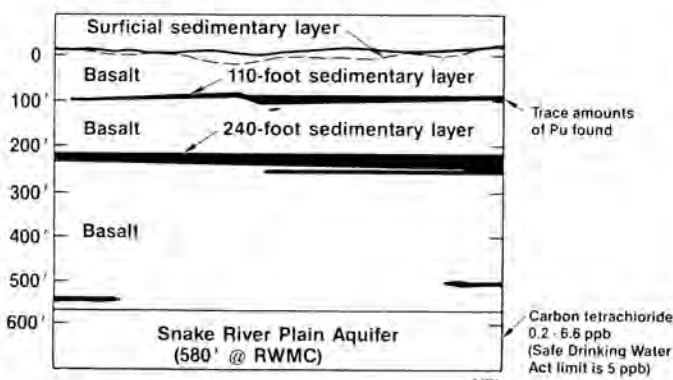 Surficial sedimentary layer
0
Basalt
110-foot sedimentary layer
100'
Trace amounts
of Pu found
Basalt
240-foot sedimentary layer
200'
300'
400'
Basalt
500'
600'
Snake River Plain Aquifer
(580' @ RWMC)
Carbon tetrachloride
0.2 - 6.6 ppb
(Safe Drinking Water
Act limit is 5 ppb)